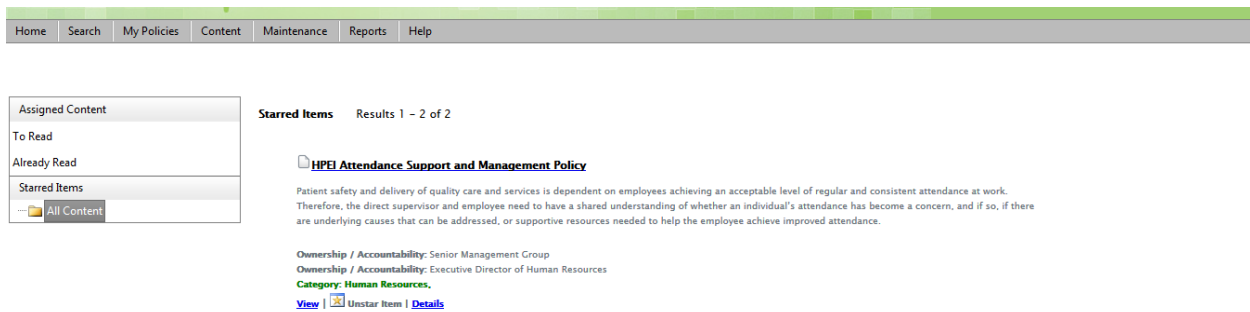 Home Search My Policies Content Maintenance Reports Help
Assigned Content
To Read
Already Read
Starred Items
All Content
Starred Items Results 1 – 2 of 2
HPEI Attendance Support and Management Policy
Patient safety and delivery of quality care and services is dependent on employees achieving an acceptable level of regular and consistent attendance at work.
Therefore, the direct supervisor and employee need to have a shared understanding of whether an individual's attendance has become a concern, and if so, if there
are underlying causes that can be addressed, or supportive resources needed to help the employee achieve improved attendance.
Ownership / Accountability: Senior Management Group
Ownership / Accountability: Executive Director of Human Resources
Category: Human Resources,
View | Unstar Item | Details